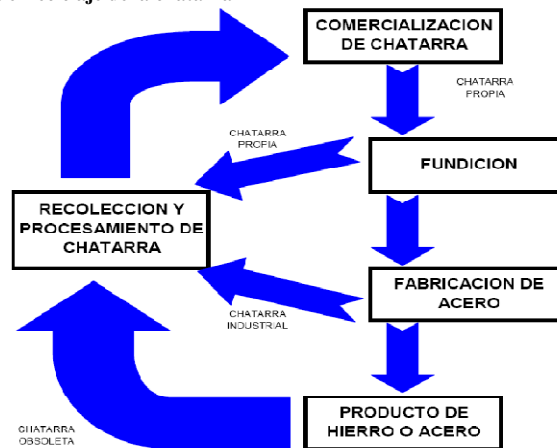 COMERCIALIZACION
DE CHATARRA
CHATARRA
PROPIA
CHATARRA
PROFIA
FUNDICION
RECOLECCION Y
PROCESAMIENTO DE
CHATARRA
FABRICACION DE
ACERO
CHATARRA
INDUSTRIAL
PRODUCTO DE
HIERRO O ACERO
CHATARRA
OBSOLETA